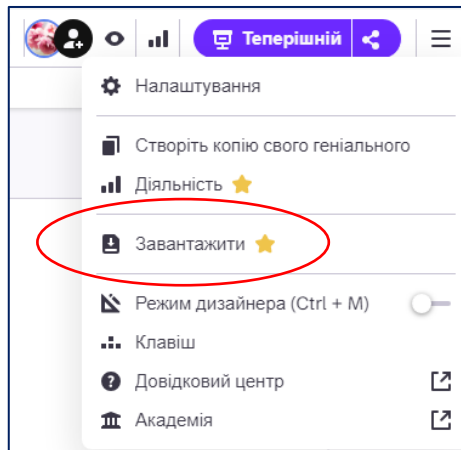 Теперішній
Налаштування
Створіть копію свого геніального
Діяльність
Завантажити
Режим дизайнера (Ctrl + M)
Клавіш
Довідковий центр
Академія